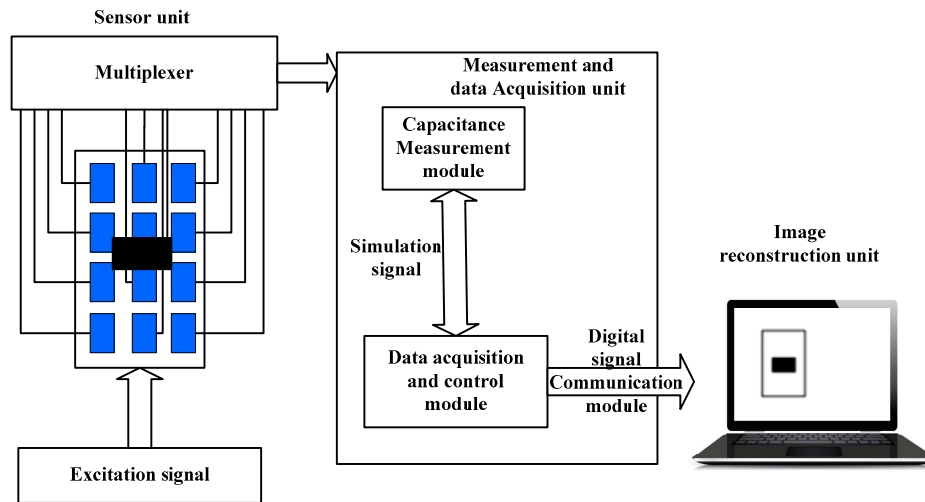 Sensor unit
Multiplexer
Measurement and
data Acquisition unit
Capacitance
Measurement
module
Simulation
signal
Data acquisition
and control
module
Digital
signal
Communication
module
Image
reconstruction unit
Excitation signal